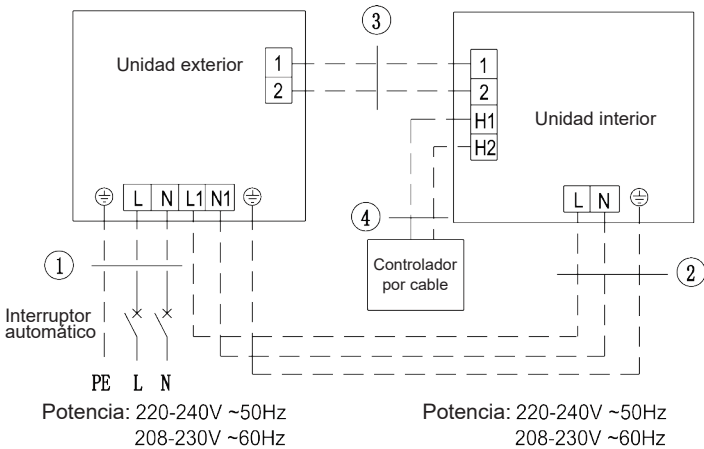 ③
Unidad exterior
1
2
1
2
H1
H2
Unidad interior
L N L1 N1
L N
④
①
Controlador
por cable
②
Interruptor
automático
PE L N
Potencia: 220-240V ~50Hz
208-230V ~60Hz
Potencia: 220-240V ~50Hz
208-230V ~60Hz